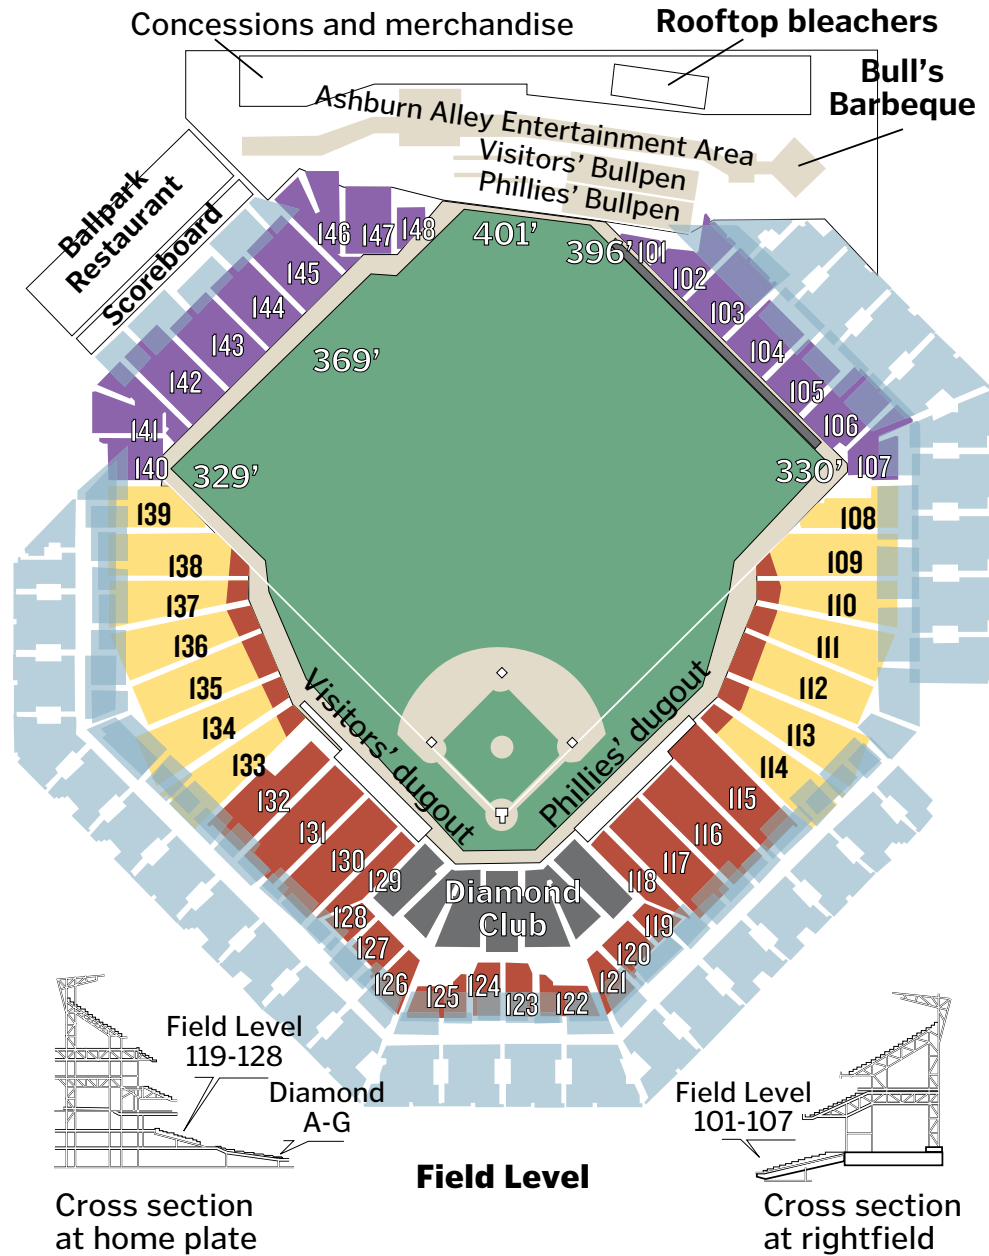 Concessions and merchandise
Rooftop bleachers
Bull's
Barbeque
Ashburn Alley Entertainment Area
Visitors' Bullpen
Phillies' Bullpen
Ballpark
Restaurant
Scoreboard
401'
396'
369'
329'
330'
146
147
148
145
144
143
142
141
140
139
138
137
136
135
134
133
132
131
130
129
128
127
126
125
124
123
122
121
120
119
118
117
116
115
114
113
112
111
110
109
108
107
106
105
104
103
102
101
Visitors' dugout
Phillies' dugout
Diamond
Club
Field Level
119-128
Diamond
A-G
Cross section
at home plate
Field Level
Field Level
101-107
Cross section
at rightfield